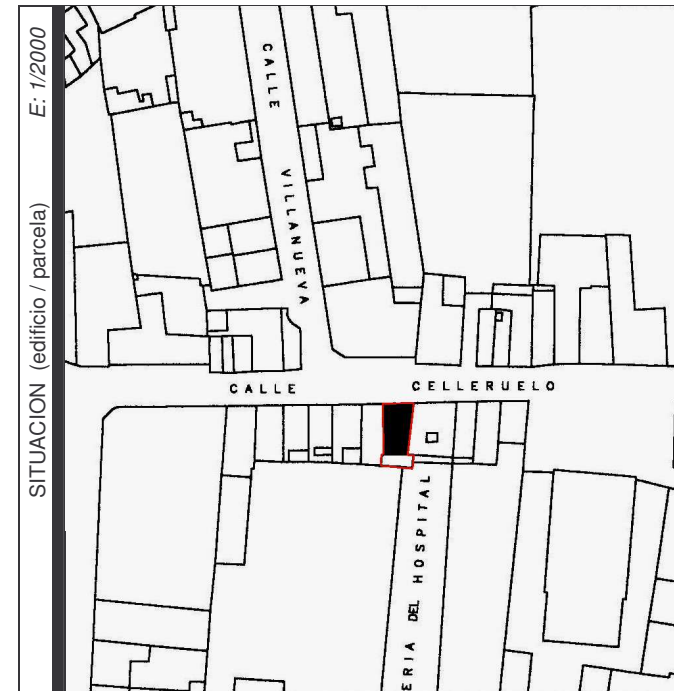 SITUACION (edificio / parcela) E: 1/2000
CALLE VILLANUEVA
CALLE CELLERUELO
ERIA DEL HOSPITAL